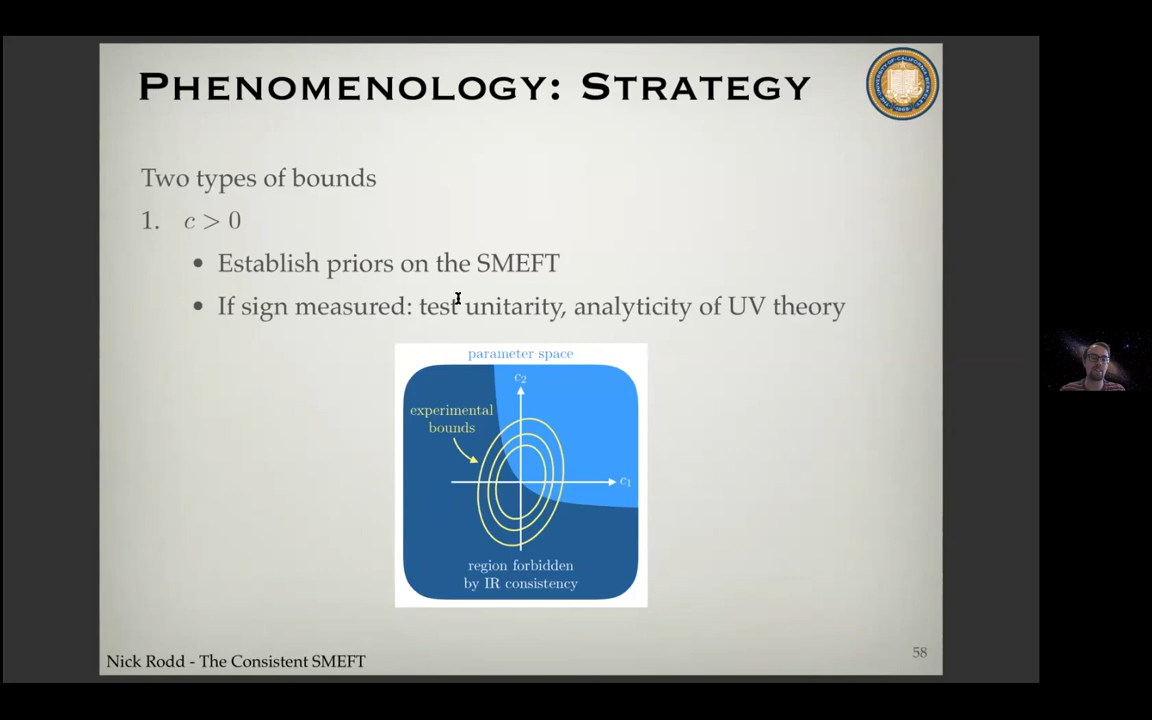 PHENOMENOLOGY: STRATEGY
Two types of bounds
1. c > 0
• Establish priors on the SMEFT
• If sign measured: test unitarity, analyticity of UV theory
parameter space
c₂
experimental
bounds
c₁
region forbidden
by IR consistency
Nick Rodd - The Consistent SMEFT
58